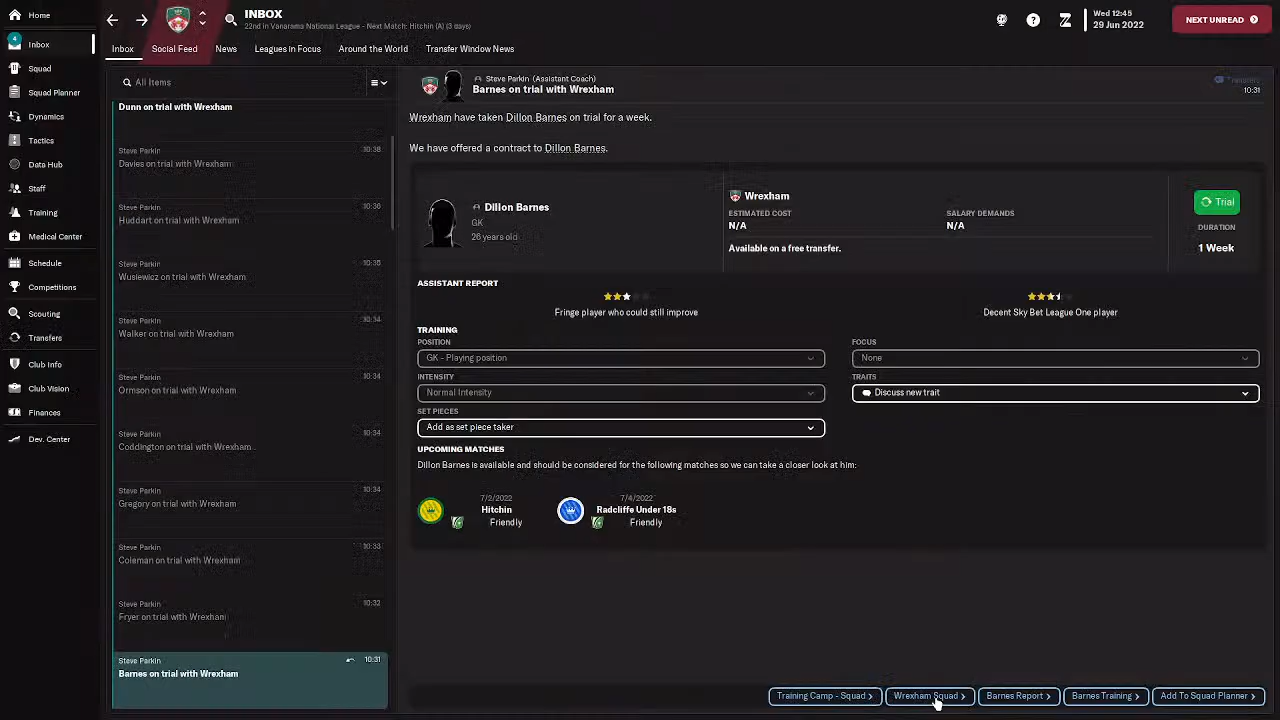 INBOX
22nd in Vanarama National League - Next Match: Hitchin (A) (3 days)
Wed 12:45
29 Jun 2022
NEXT UNREAD
Inbox
Social Feed
News
Leagues in Focus
Around the World
Transfer Window News
Home
Inbox
Squad
Squad Planner
Dynamics
Tactics
Data Hub
Staff
Training
Medical Center
Schedule
Competitions
Scouting
Transfers
Club Info
Club Vision
Finances
Dev. Center
All Items
Dunn on trial with Wrexham
Steve Parkin 10:38
Davies on trial with Wrexham
Steve Parkin 10:36
Huddart on trial with Wrexham
Steve Parkin 10:35
Wusiewicz on trial with Wrexham
Steve Parkin 10:34
Walker on trial with Wrexham
Steve Parkin 10:34
Ormson on trial with Wrexham
Steve Parkin 10:34
Coddington on trial with Wrexham
Steve Parkin 10:34
Gregory on trial with Wrexham
Steve Parkin 10:33
Coleman on trial with Wrexham
Steve Parkin 10:32
Fryer on trial with Wrexham
Steve Parkin 10:31
Barnes on trial with Wrexham
Steve Parkin (Assistant Coach)
Barnes on trial with Wrexham
Transfers
10:31
Wrexham have taken Dillon Barnes on trial for a week.
We have offered a contract to Dillon Barnes.
Dillon Barnes
GK
26 years old
Wrexham
ESTIMATED COST SALARY DEMANDS
N/A N/A
Available on a free transfer.
Trial
DURATION
1 Week
ASSISTANT REPORT
Fringe player who could still improve
Decent Sky Bet League One player
TRAINING
POSITION FOCUS
GK - Playing position None
INTENSITY TRAITS
Normal Intensity Discuss new trait
SET PIECES
Add as set piece taker
UPCOMING MATCHES
Dillon Barnes is available and should be considered for the following matches so we can take a closer look at him:
7/2/2022 7/4/2022
Hitchin Radcliffe Under 18s
Friendly Friendly
Training Camp - Squad Wrexham Squad Barnes Report Barnes Training Add To Squad Planner